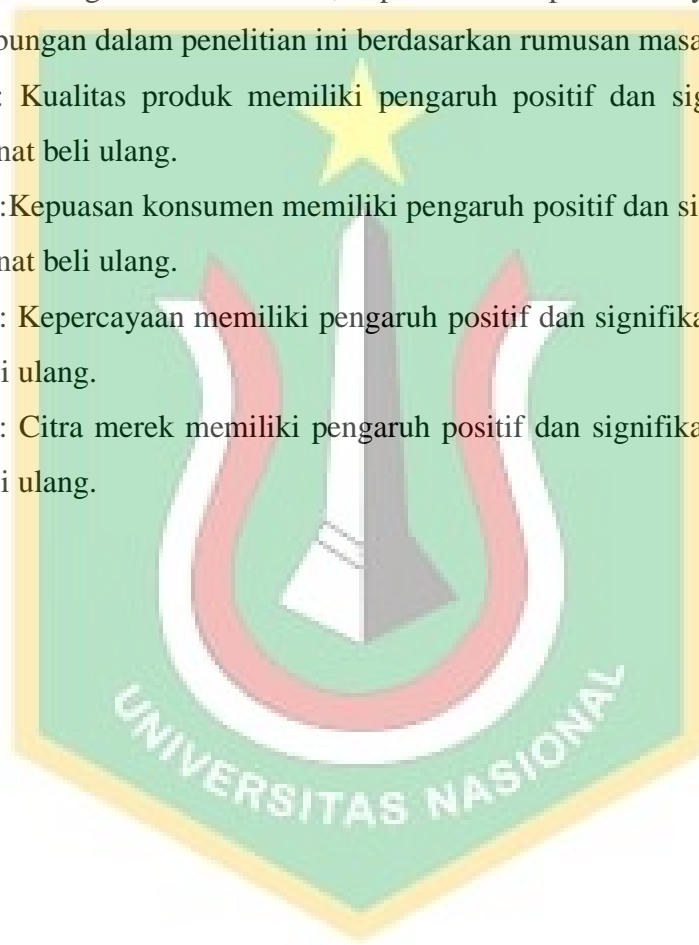 bungan dalam penelitian ini berdasarkan rumusan masa
: Kualitas produk memiliki pengaruh positif dan sig
nat beli ulang.
:Kepuasan konsumen memiliki pengaruh positif dan si
nat beli ulang.
: Kepercayaan memiliki pengaruh positif dan signifika
i ulang.
: Citra merek memiliki pengaruh positif dan signifika
i ulang.
UNIVERSITAS NASIONAL